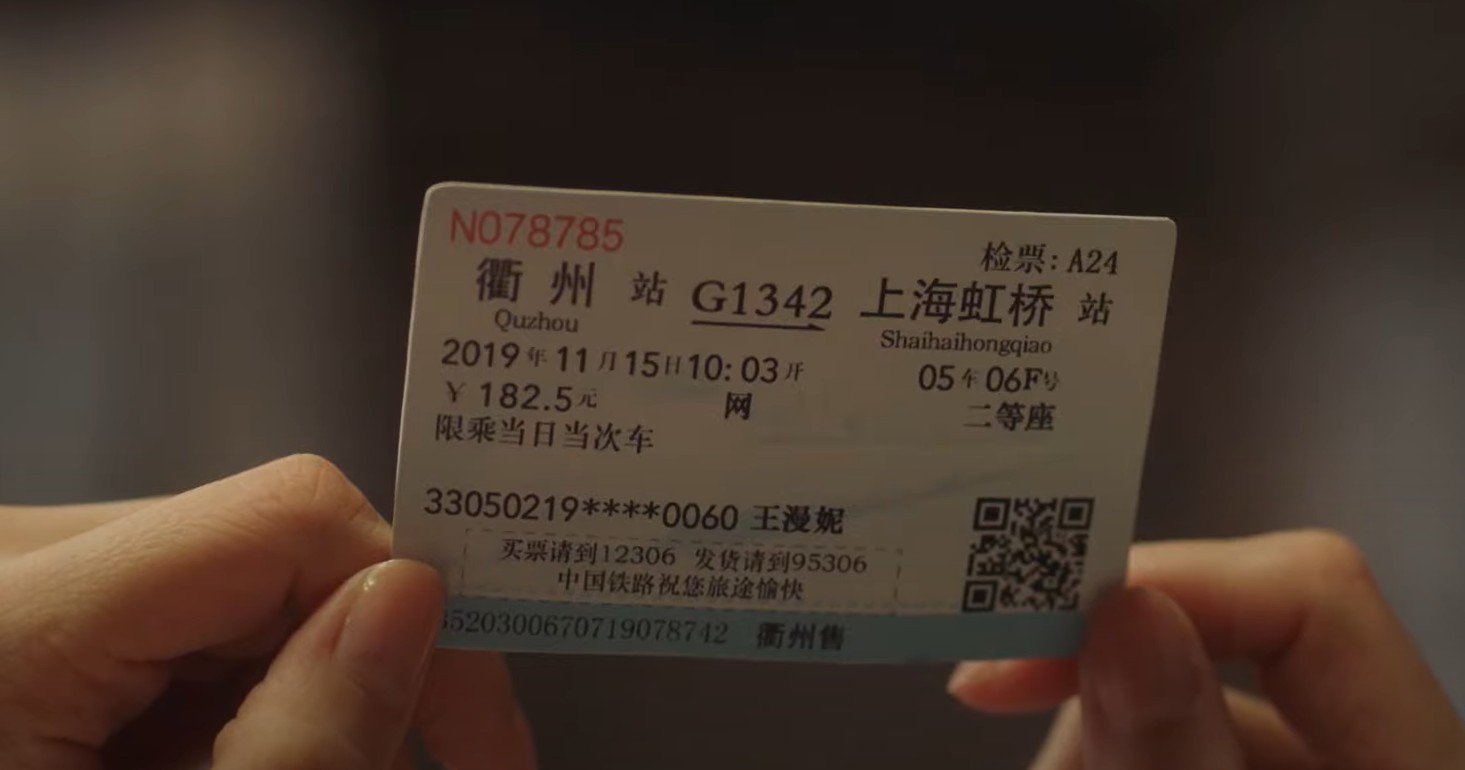 N078785
检票: A24
衢州 站 G1342 上海虹桥 站
Quzhou Shaihaihongqiao
2019年11月15日10: 03开 05车06F号
¥ 182.5元 网 二等座
限乘当日当次车
33050219****0060 王漫妮
买票请到12306 发货请到95306
中国铁路祝您旅途愉快
5203006707190​78742 衢州售